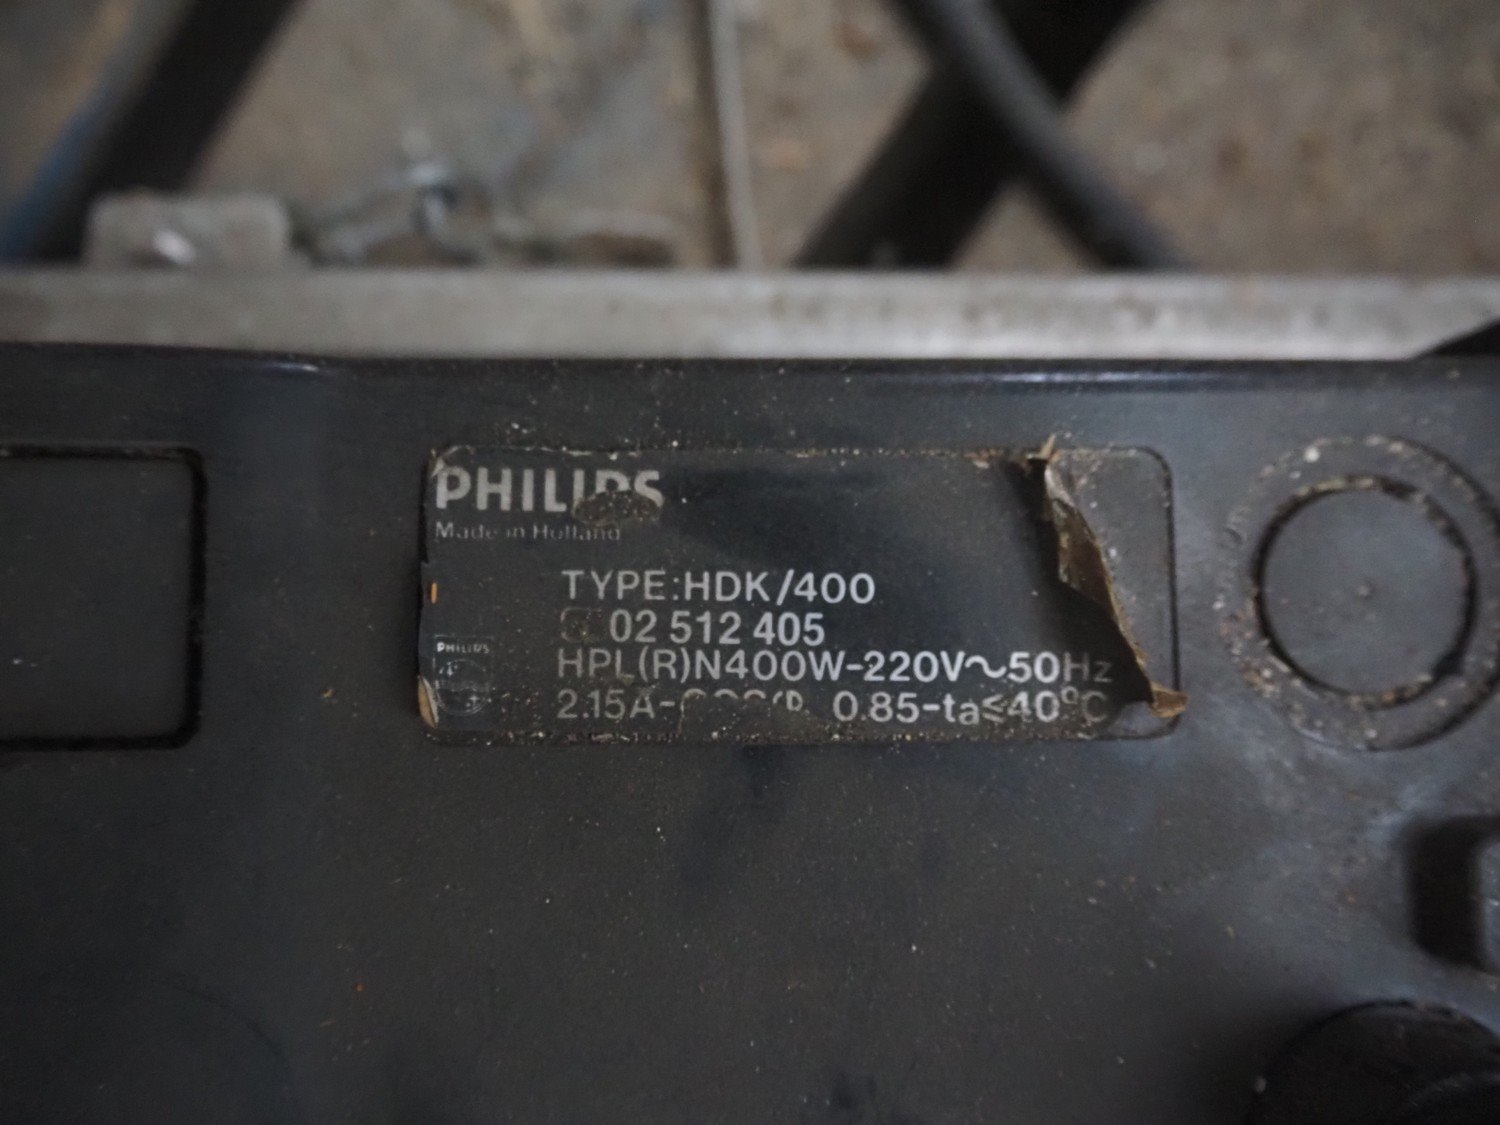 PHILIPS
Made in Holland
TYPE:HDK/400
02 512 405
HPL(R)N400W-220V~50Hz
PHILIPS
2.15A- 0.85-ta≤40°C